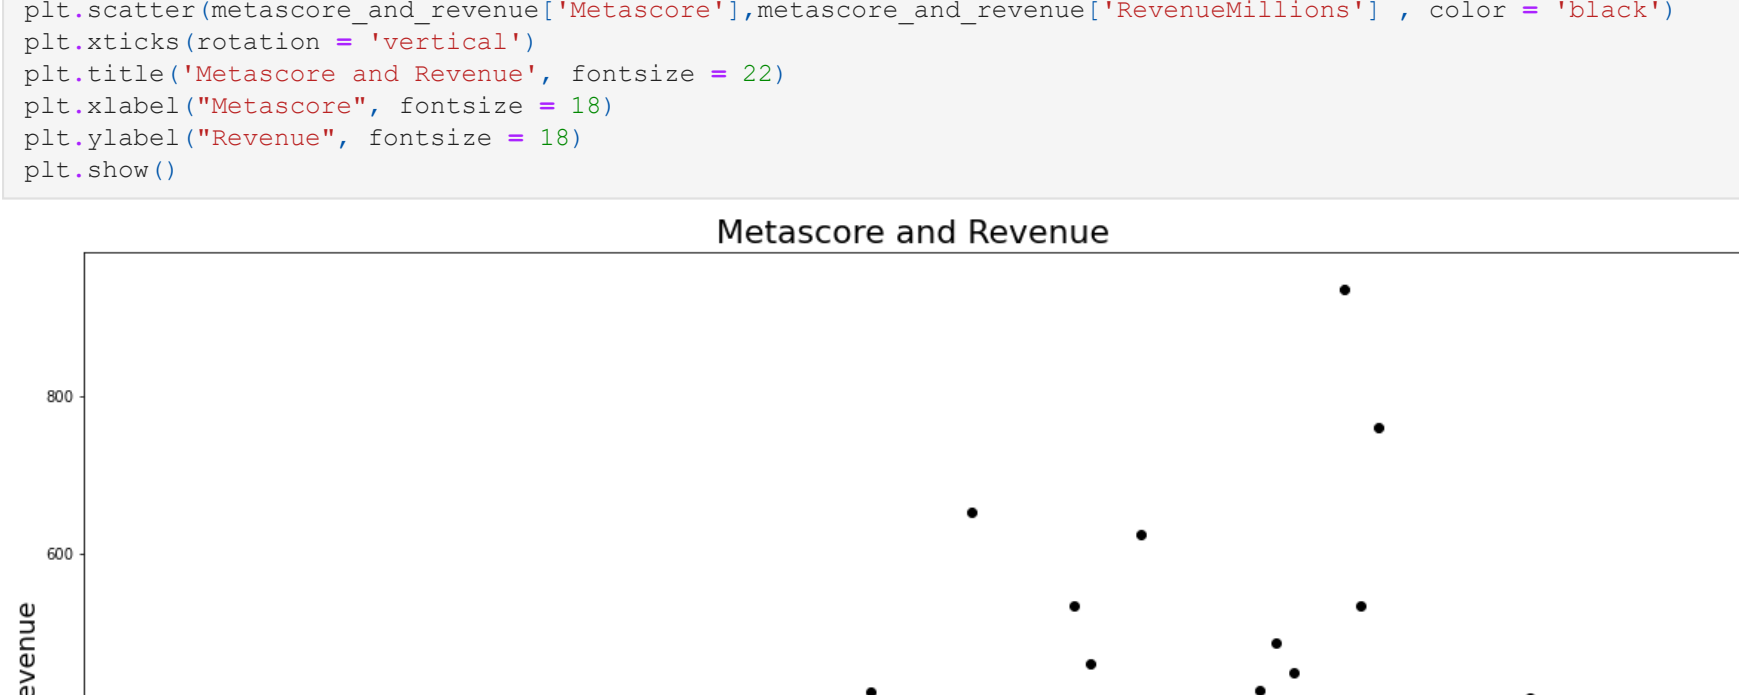 plt.scatter(metascore_and_revenue['Metascore'],metascore_and_revenue['RevenueMillions'] , color = 'black')
plt.xticks(rotation = 'vertical')
plt.title('Metascore and Revenue', fontsize = 22)
plt.xlabel("Metascore", fontsize = 18)
plt.ylabel("Revenue", fontsize = 18)
plt.show()
Metascore and Revenue
800
600
evenue